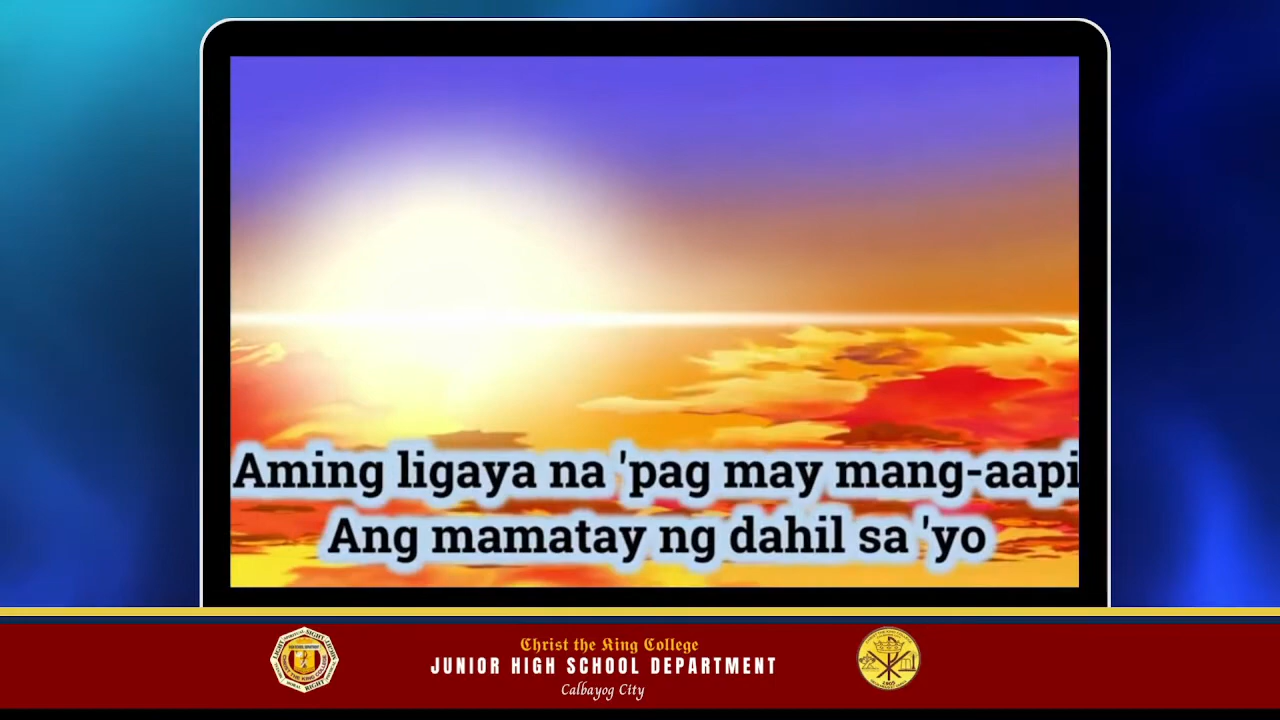 Aming ligaya na 'pag may mang-aapi
Ang mamatay ng dahil sa 'yo
Christ the King College
JUNIOR HIGH SCHOOL DEPARTMENT
Calbayog City